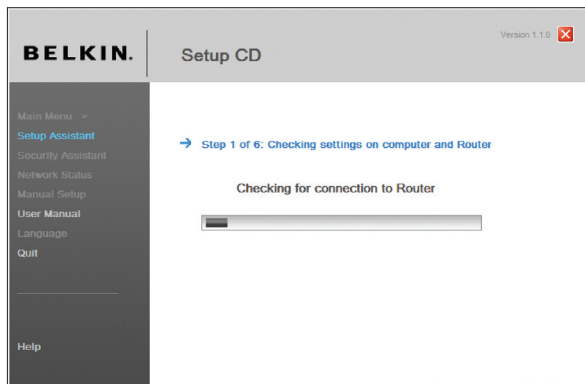 BELKIN.
Setup CD
Version 1.1.0
Main Menu >
Setup Assistant
Security Assistant
Network Status
Manual Setup
User Manual
Language
Quit
Help
Step 1 of 6: Checking settings on computer and Router
Checking for connection to Router